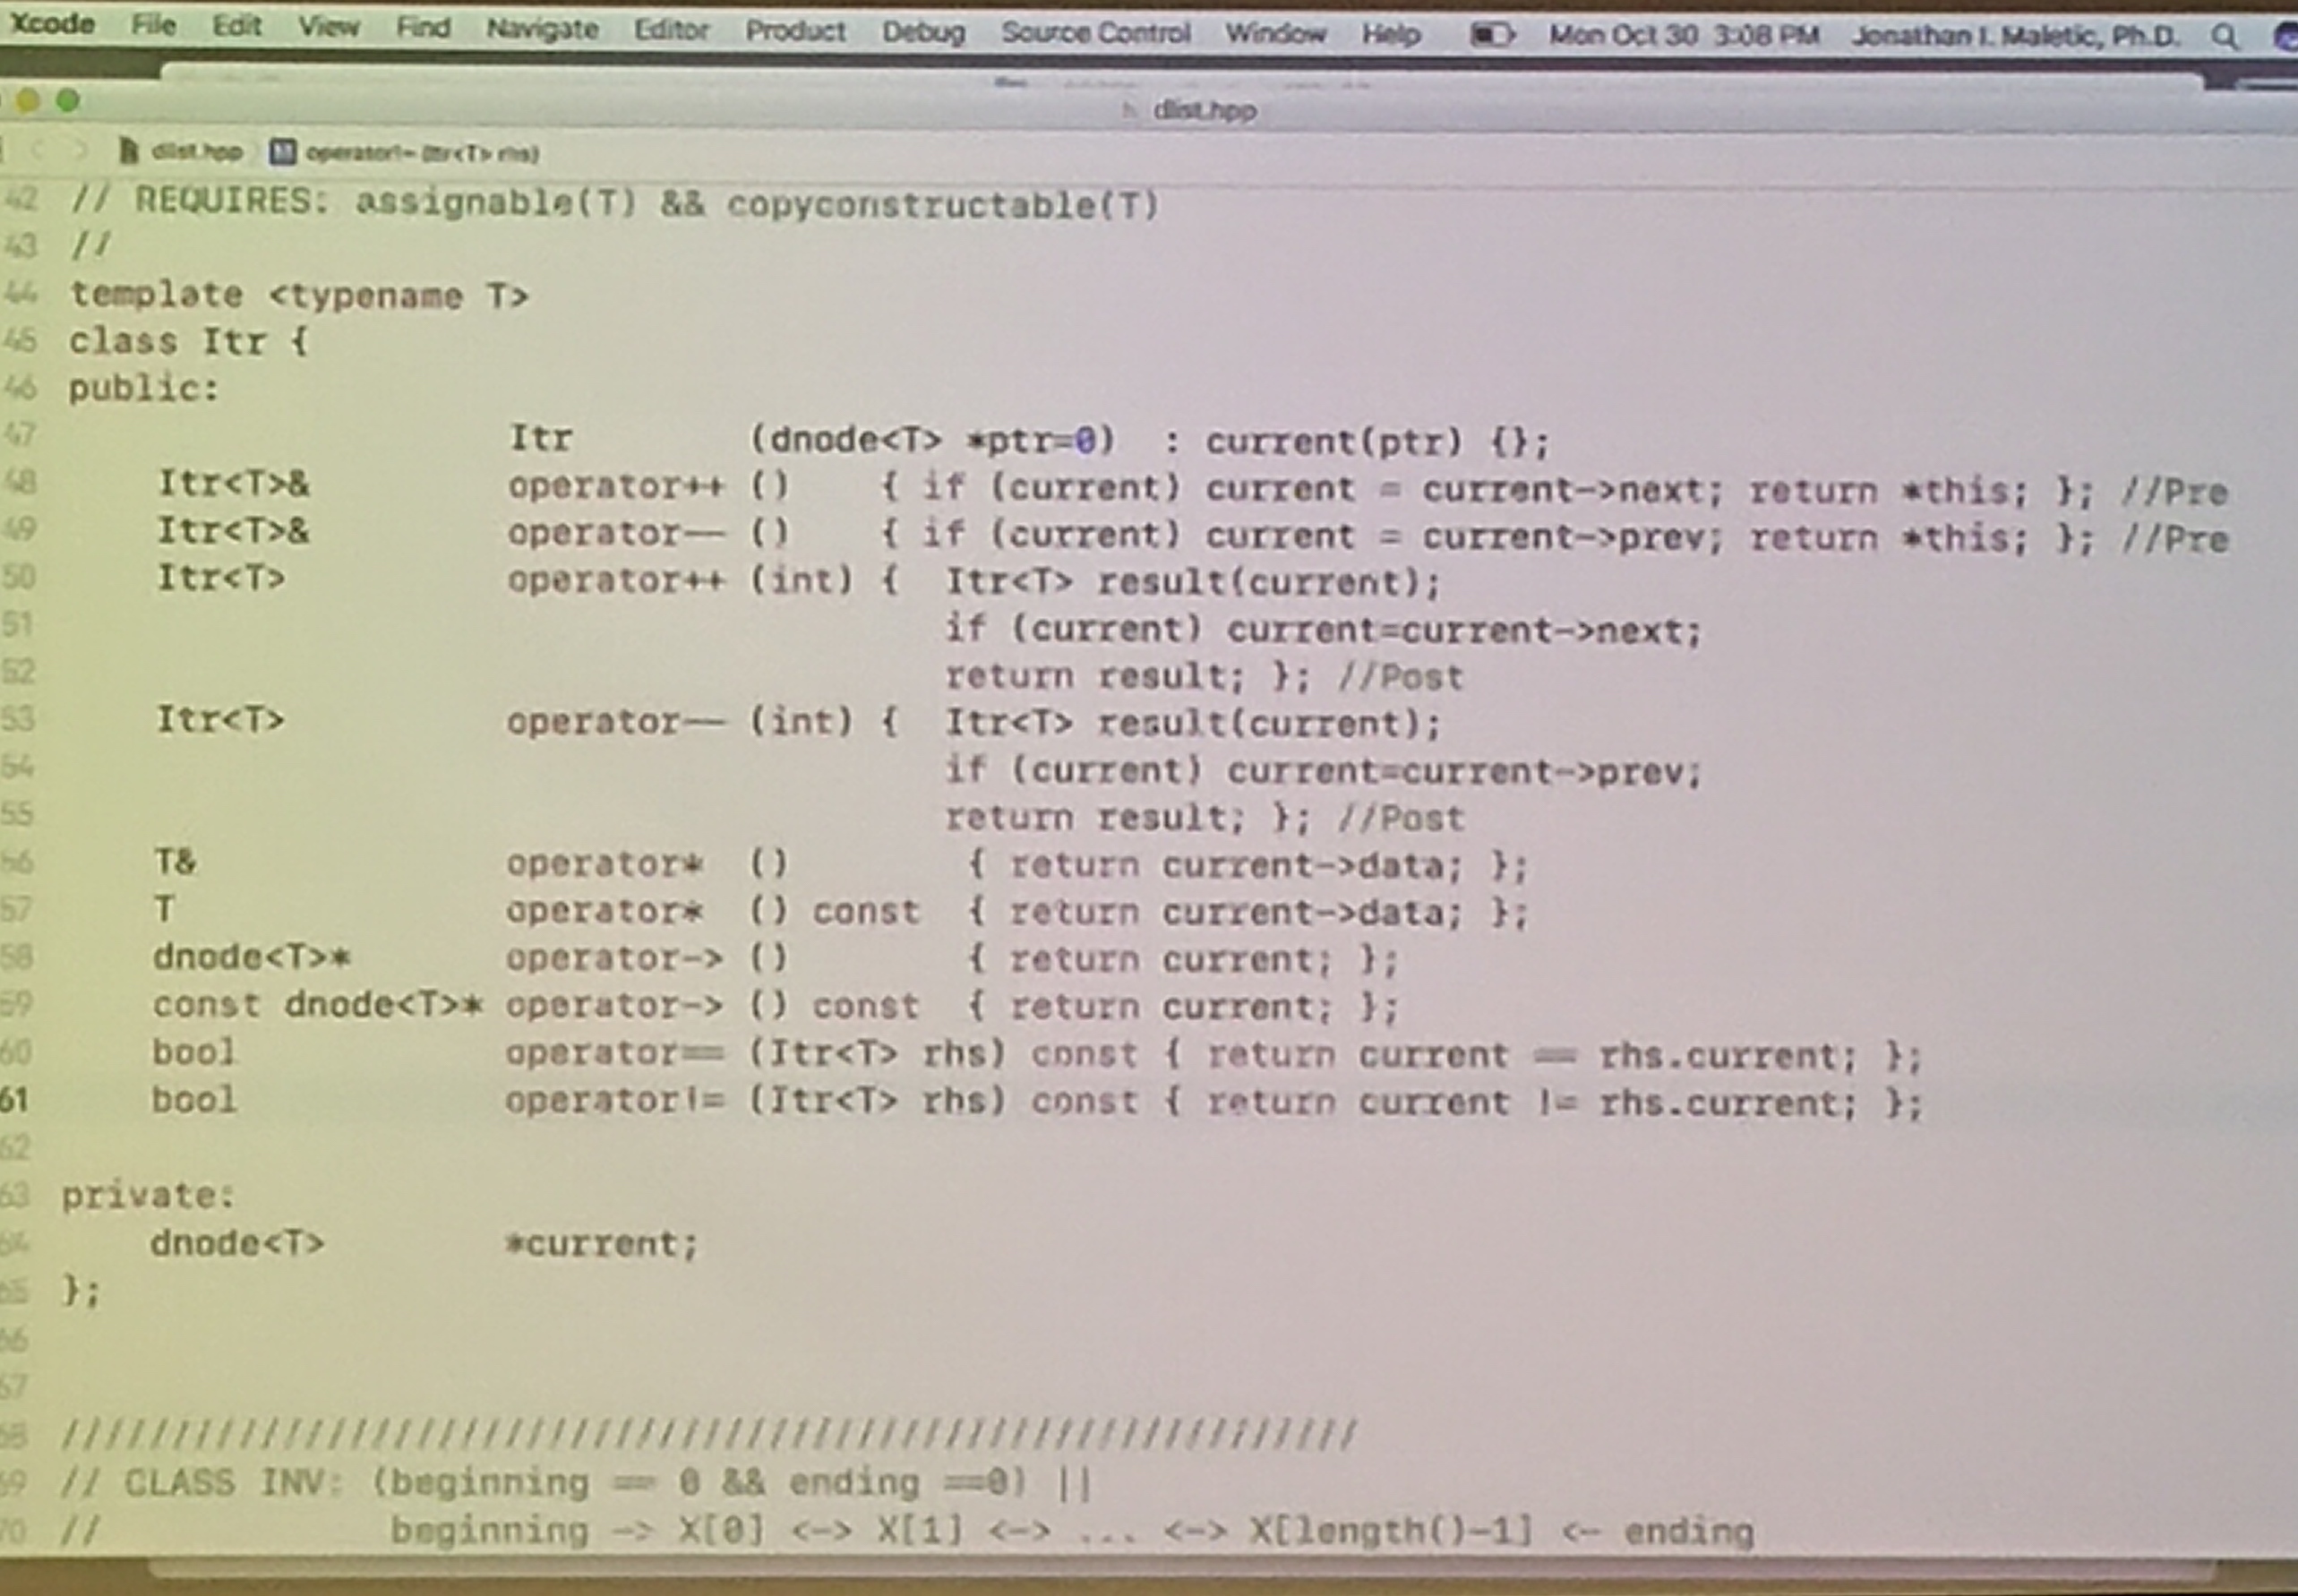 Xcode File Edit View Find Navigate Editor Product Debug Source Control Window Help Mon Oct 30 3:08 PM Jonathan I. Maletic, Ph.D.
dlist.hpp
dlist.hpp M operator!= (Itr<T> rhs)
42 // REQUIRES: assignable(T) && copyconstructable(T)
43 //
44 template <typename T>
45 class Itr {
46 public:
47 Itr (dnode<T> *ptr=0) : current(ptr) {};
48 Itr<T>& operator++ () { if (current) current = current->next; return *this; }; //Pre
49 Itr<T>& operator-- () { if (current) current = current->prev; return *this; }; //Pre
50 Itr<T> operator++ (int) { Itr<T> result(current);
51 if (current) current=current->next;
52 return result; }; //Post
53 Itr<T> operator-- (int) { Itr<T> result(current);
54 if (current) current=current->prev;
55 return result; }; //Post
56 T& operator* () { return current->data; };
57 T operator* () const { return current->data; };
58 dnode<T>* operator-> () { return current; };
59 const dnode<T>* operator-> () const { return current; };
60 bool operator== (Itr<T> rhs) const { return current == rhs.current; };
61 bool operator!= (Itr<T> rhs) const { return current != rhs.current; };
62
63 private:
64 dnode<T> *current;
65 };
66
67
68 /////////////////////////////////////////////////////////////
69 // CLASS INV: (beginning == 0 && ending ==0) ||
70 // beginning -> X[0] <-> X[1] <-> ... <-> X[length()-1] <- ending